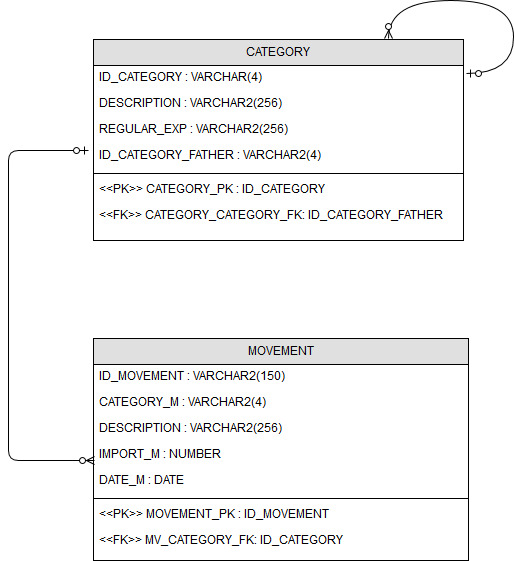 CATEGORY
ID_CATEGORY : VARCHAR(4)
DESCRIPTION : VARCHAR2(256)
REGULAR_EXP : VARCHAR2(256)
ID_CATEGORY_FATHER : VARCHAR2(4)
<<PK>> CATEGORY_PK : ID_CATEGORY
<<FK>> CATEGORY_CATEGORY_FK: ID_CATEGORY_FATHER
MOVEMENT
ID_MOVEMENT : VARCHAR2(150)
CATEGORY_M : VARCHAR2(4)
DESCRIPTION : VARCHAR2(256)
IMPORT_M : NUMBER
DATE_M : DATE
<<PK>> MOVEMENT_PK : ID_MOVEMENT
<<FK>> MV_CATEGORY_FK: ID_CATEGORY